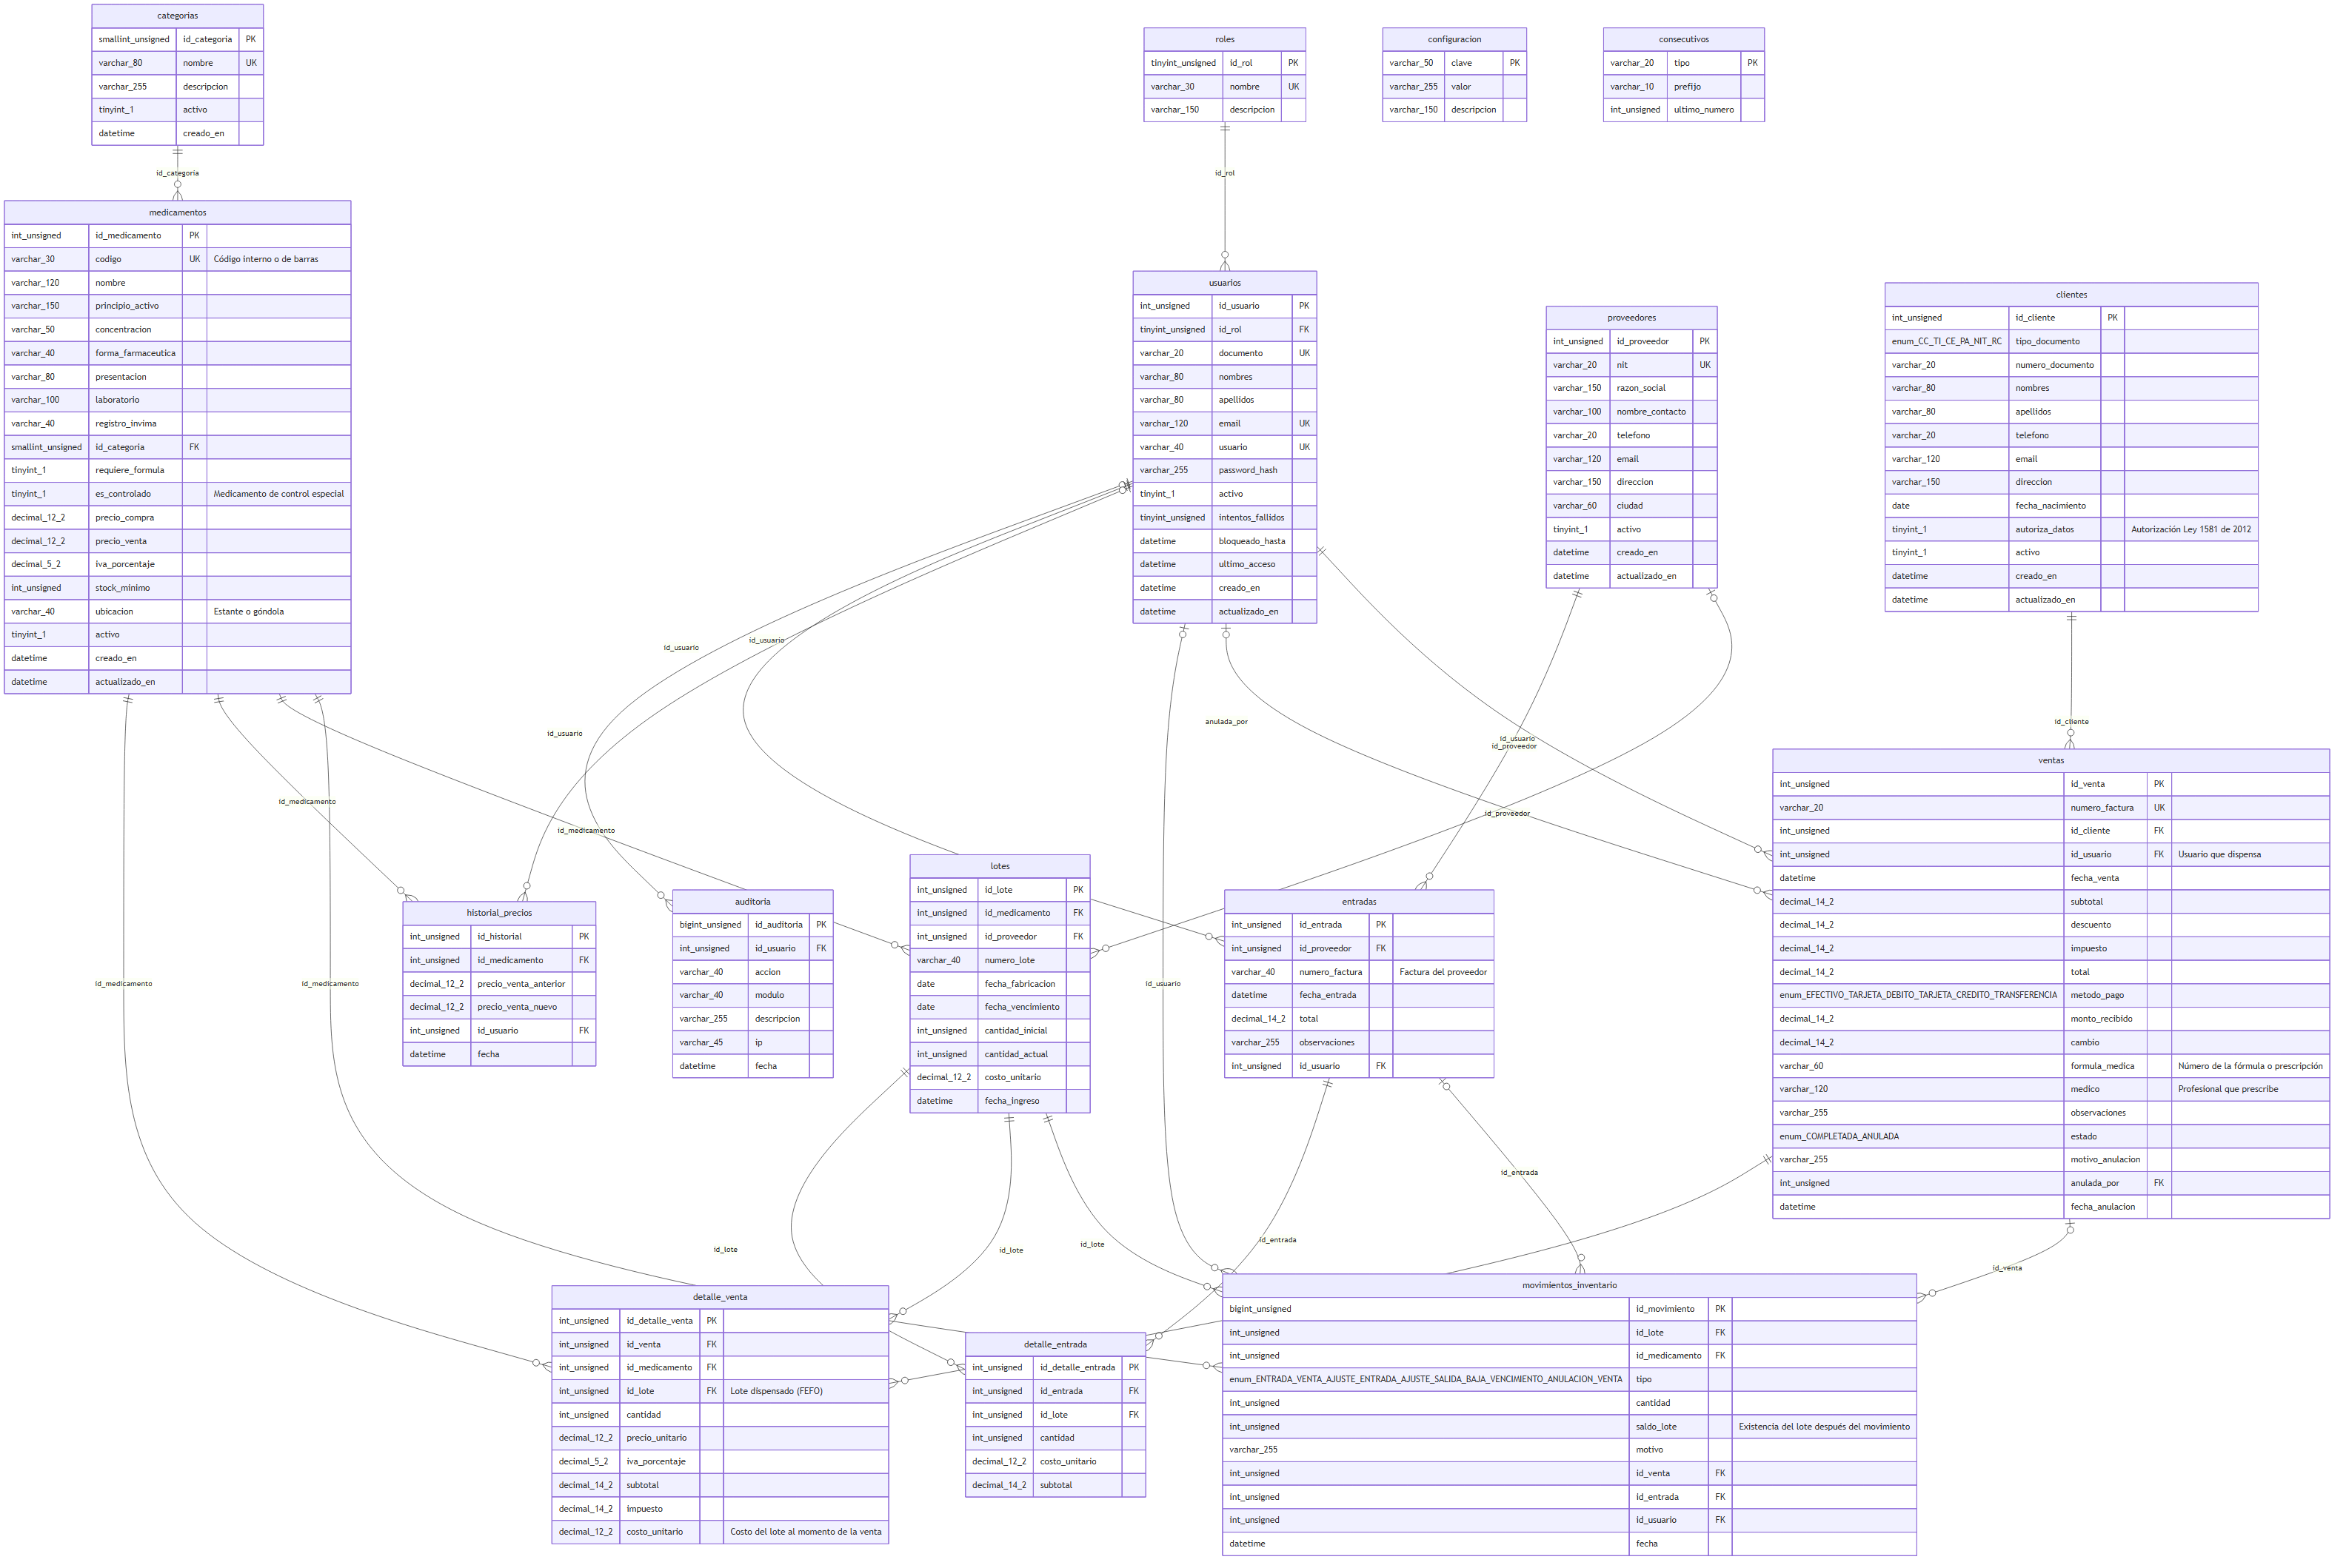 categorias
smallint_unsigned id_categoria PK
varchar_80 nombre UK
varchar_255 descripcion
tinyint_1 activo
datetime creado_en
roles
tinyint_unsigned id_rol PK
varchar_30 nombre UK
varchar_150 descripcion
configuracion
varchar_50 clave PK
varchar_255 valor
varchar_150 descripcion
consecutivos
varchar_20 tipo PK
varchar_10 prefijo
int_unsigned ultimo_numero
id_categoria
id_rol
medicamentos
int_unsigned id_medicamento PK
varchar_30 codigo UK Código interno o de barras
varchar_120 nombre
varchar_150 principio_activo
varchar_50 concentracion
varchar_40 forma_farmaceutica
varchar_80 presentacion
varchar_100 laboratorio
varchar_40 registro_invima
smallint_unsigned id_categoria FK
tinyint_1 requiere_formula
tinyint_1 es_controlado Medicamento de control especial
decimal_12_2 precio_compra
decimal_12_2 precio_venta
decimal_5_2 iva_porcentaje
int_unsigned stock_minimo
varchar_40 ubicacion Estante o góndola
tinyint_1 activo
datetime creado_en
datetime actualizado_en
usuarios
int_unsigned id_usuario PK
tinyint_unsigned id_rol FK
varchar_20 documento UK
varchar_80 nombres
varchar_80 apellidos
varchar_120 email UK
varchar_40 usuario UK
varchar_255 password_hash
tinyint_1 activo
tinyint_unsigned intentos_fallidos
datetime bloqueado_hasta
datetime ultimo_acceso
datetime creado_en
datetime actualizado_en
proveedores
int_unsigned id_proveedor PK
varchar_20 nit UK
varchar_150 razon_social
varchar_100 nombre_contacto
varchar_20 telefono
varchar_120 email
varchar_150 direccion
varchar_60 ciudad
tinyint_1 activo
datetime creado_en
datetime actualizado_en
clientes
int_unsigned id_cliente PK
enum_CC_TI_CE_PA_NIT_RC tipo_documento
varchar_20 numero_documento
varchar_80 nombres
varchar_80 apellidos
varchar_20 telefono
varchar_120 email
varchar_150 direccion
date fecha_nacimiento
tinyint_1 autoriza_datos Autorización Ley 1581 de 2012
tinyint_1 activo
datetime creado_en
datetime actualizado_en
id_usuario
id_usuario
id_usuario
anulada_por
id_usuario
id_proveedor
id_cliente
id_medicamento
id_medicamento
id_proveedor
id_medicamento
id_medicamento
id_usuario
historial_precios
int_unsigned id_historial PK
int_unsigned id_medicamento FK
decimal_12_2 precio_venta_anterior
decimal_12_2 precio_venta_nuevo
int_unsigned id_usuario FK
datetime fecha
auditoria
bigint_unsigned id_auditoria PK
int_unsigned id_usuario FK
varchar_40 accion
varchar_40 modulo
varchar_255 descripcion
varchar_45 ip
datetime fecha
lotes
int_unsigned id_lote PK
int_unsigned id_medicamento FK
int_unsigned id_proveedor FK
varchar_40 numero_lote
date fecha_fabricacion
date fecha_vencimiento
int_unsigned cantidad_inicial
int_unsigned cantidad_actual
decimal_12_2 costo_unitario
datetime fecha_ingreso
entradas
int_unsigned id_entrada PK
int_unsigned id_proveedor FK
varchar_40 numero_factura Factura del proveedor
datetime fecha_entrada
decimal_14_2 total
varchar_255 observaciones
int_unsigned id_usuario FK
ventas
int_unsigned id_venta PK
varchar_20 numero_factura UK
int_unsigned id_cliente FK
int_unsigned id_usuario FK Usuario que dispensa
datetime fecha_venta
decimal_14_2 subtotal
decimal_14_2 descuento
decimal_14_2 impuesto
decimal_14_2 total
enum_EFECTIVO_TARJETA_DEBITO_TARJETA_CREDITO_TRANSFERENCIA metodo_pago
decimal_14_2 monto_recibido
decimal_14_2 cambio
varchar_60 formula_medica Número de la fórmula o prescripción
varchar_120 medico Profesional que prescribe
varchar_255 observaciones
enum_COMPLETADA_ANULADA estado
varchar_255 motivo_anulacion
int_unsigned anulada_por FK
datetime fecha_anulacion
id_lote
id_lote
id_lote
id_entrada
id_entrada
id_venta
detalle_venta
int_unsigned id_detalle_venta PK
int_unsigned id_venta FK
int_unsigned id_medicamento FK
int_unsigned id_lote FK Lote dispensado (FEFO)
int_unsigned cantidad
decimal_12_2 precio_unitario
decimal_5_2 iva_porcentaje
decimal_14_2 subtotal
decimal_14_2 impuesto
decimal_12_2 costo_unitario Costo del lote al momento de la venta
detalle_entrada
int_unsigned id_detalle_entrada PK
int_unsigned id_entrada FK
int_unsigned id_lote FK
int_unsigned cantidad
decimal_12_2 costo_unitario
decimal_14_2 subtotal
movimientos_inventario
bigint_unsigned id_movimiento PK
int_unsigned id_lote FK
int_unsigned id_medicamento FK
enum_ENTRADA_VENTA_AJUSTE_ENTRADA_AJUSTE_SALIDA_BAJA_VENCIMIENTO_ANULACION_VENTA tipo
int_unsigned cantidad
int_unsigned saldo_lote Existencia del lote después del movimiento
varchar_255 motivo
int_unsigned id_venta FK
int_unsigned id_entrada FK
int_unsigned id_usuario FK
datetime fecha